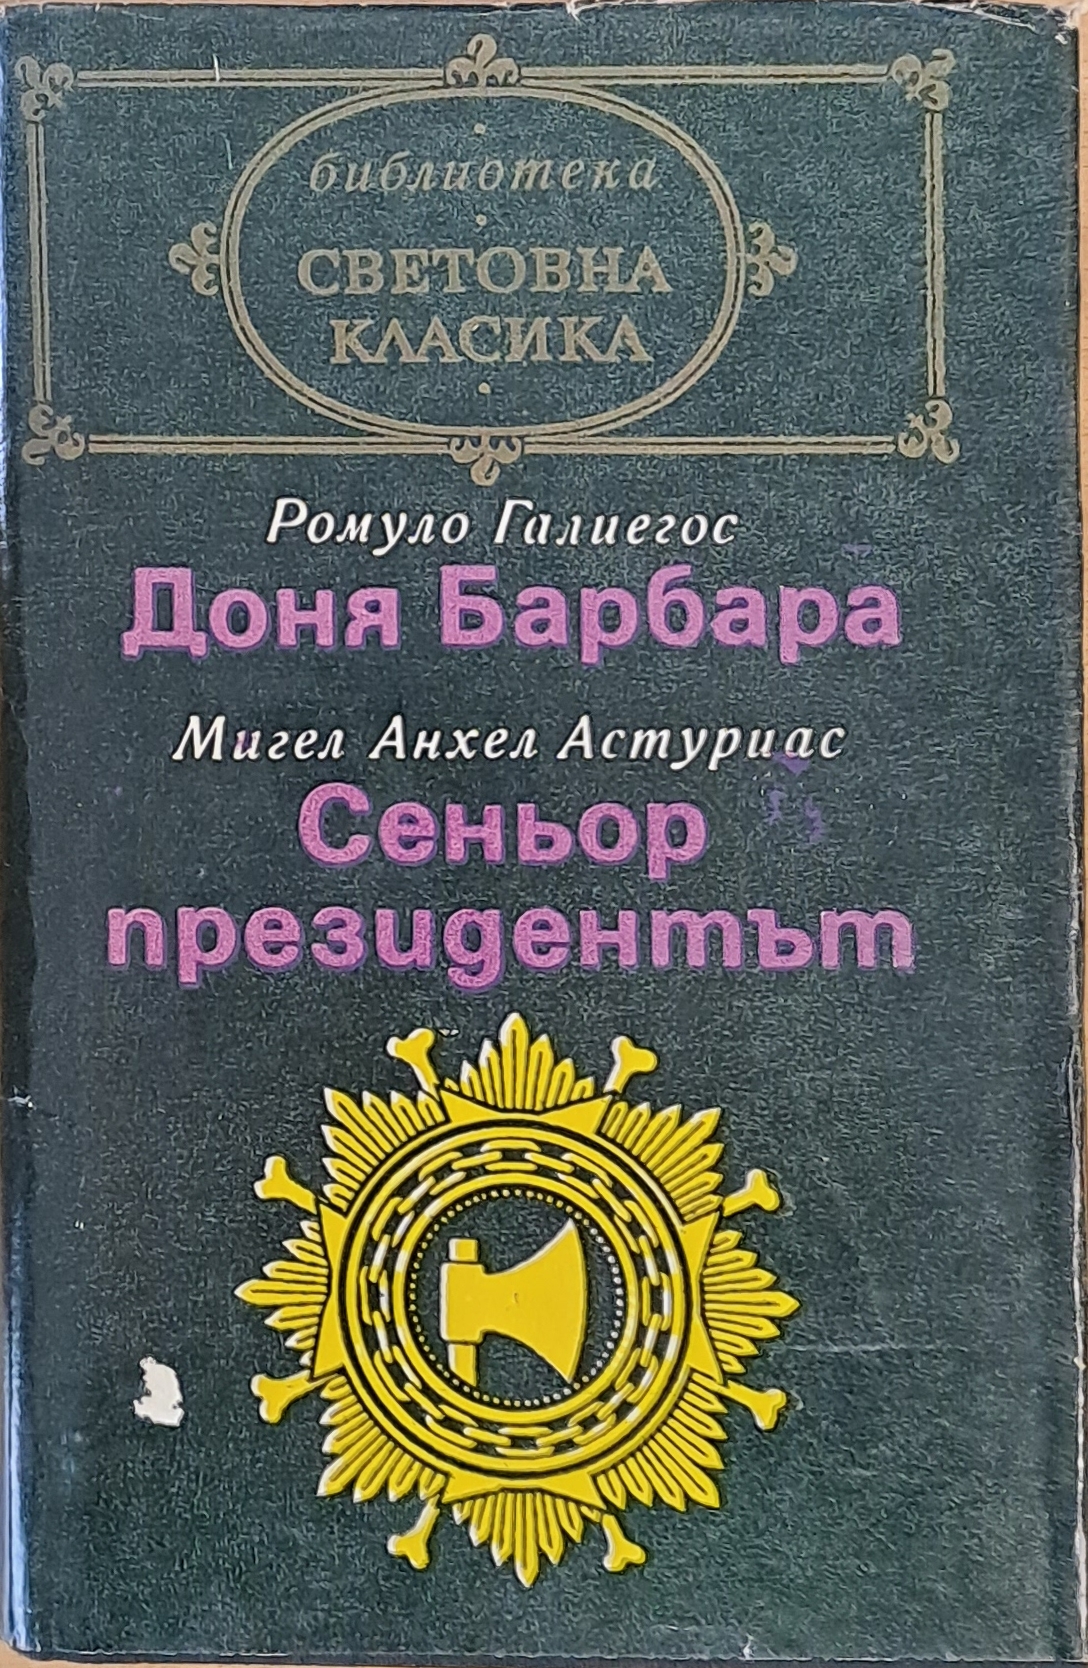 библиотека
СВЕТОВНА
КЛАСИКА
Ромуло Галиегос
Доня Барбара
Мигел Анхел Астуриас
Сеньор
президентът